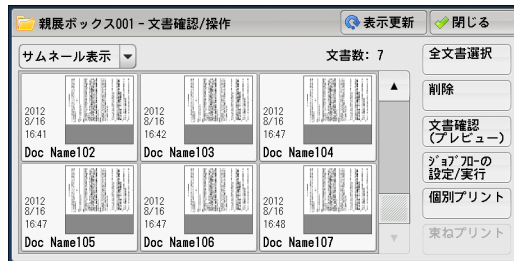 親展ボックス001 - 文書確認/操作
表示更新
閉じる
サムネール表示
文書数: 7
全文書選択
削除
文書確認
(プレビュー)
ジョブフローの
設定/実行
個別プリント
束ねプリント
2012
8/16
16:41
Doc Name102
2012
8/16
16:42
Doc Name103
2012
8/16
16:47
Doc Name104
2012
8/16
16:47
Doc Name105
2012
8/16
16:47
Doc Name106
2012
8/16
16:48
Doc Name107